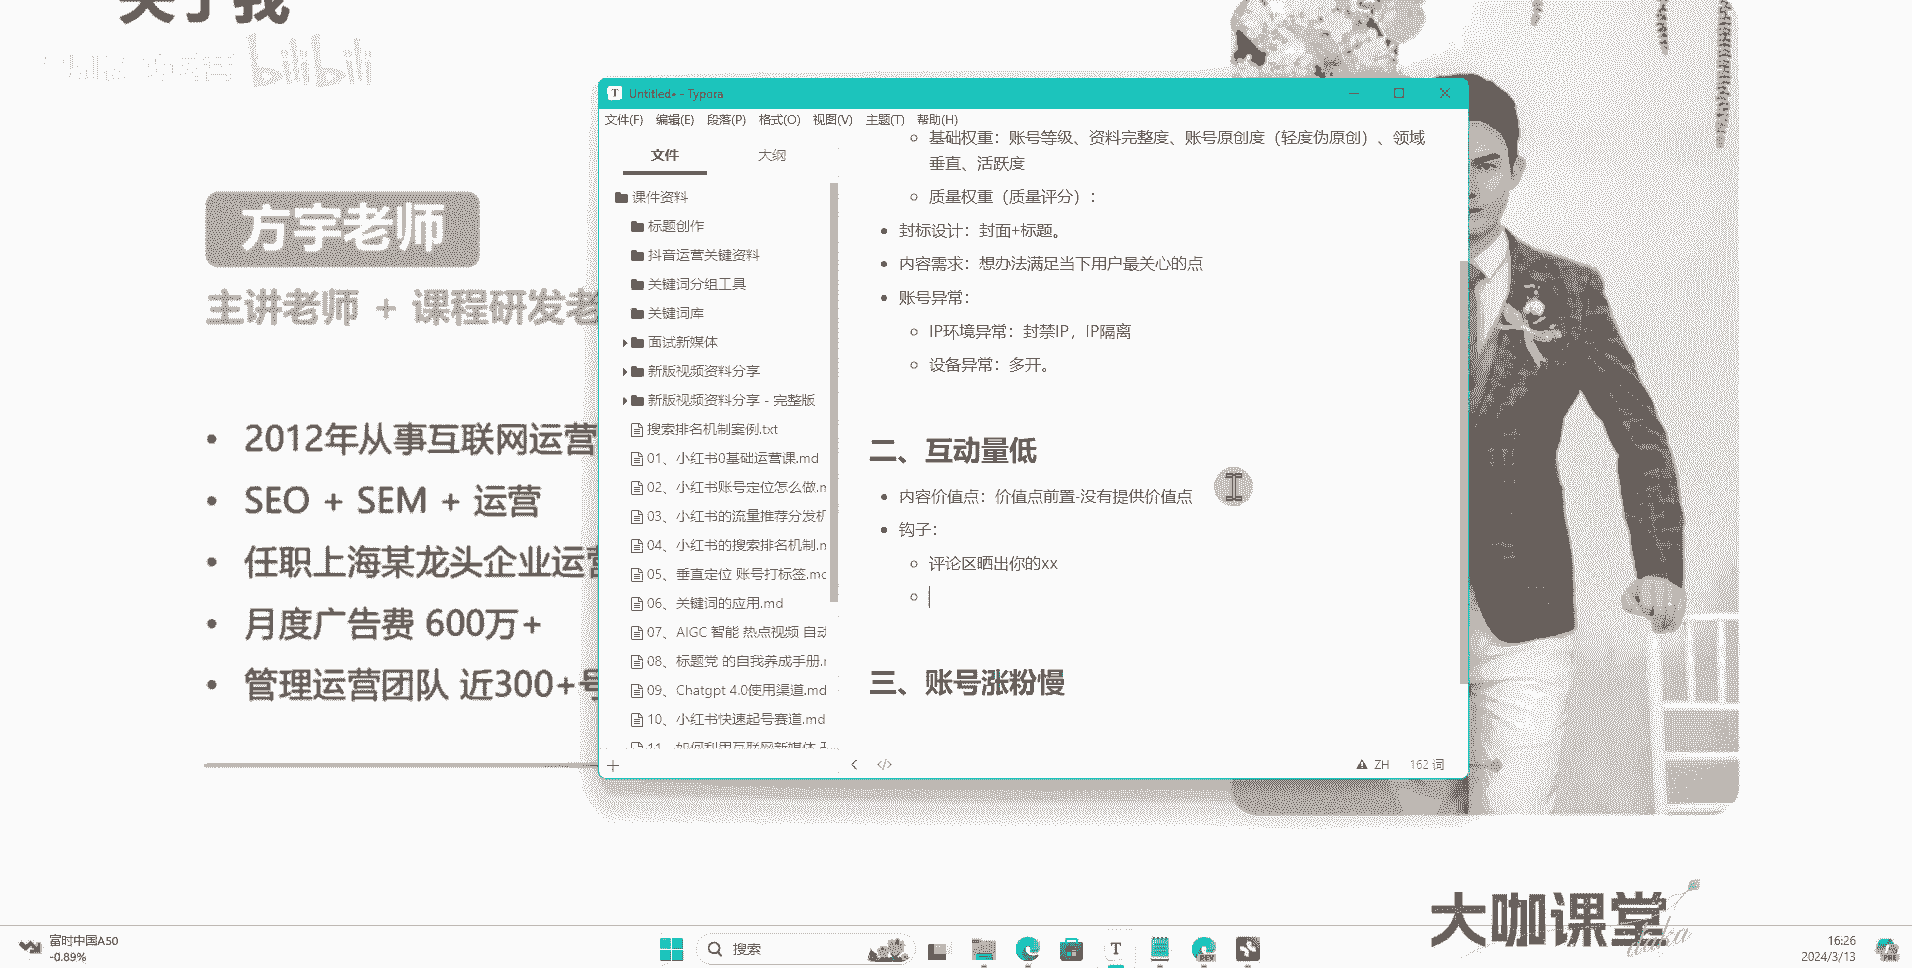 关于我
bilibili
方宇老师
主讲老师 + 课程研发老
2012年从事互联网运营
SEO + SEM + 运营
任职上海某龙头企业运营
月度广告费 600万+
管理运营团队 近300+号
Untitled• - Typora
文件(F) 编辑(E) 段落(P) 格式(O) 视图(V) 主题(T) 帮助(H)
文件 大纲
课件资料
标题创作
抖音运营关键资料
关键词分组工具
关键词库
面试新媒体
新版视频资料分享
新版视频资料分享 - 完整版
搜索排名机制案例.txt
01、小红书0基础运营课.md
02、小红书账号定位怎么做.m
03、小红书的流量推荐分发机
04、小红书的搜索排名机制.m
05、垂直定位 账号打标签.md
06、关键词的应用.md
07、AIGC 智能 热点视频 自动
08、标题党 的自我养成手册.m
09、Chatgpt 4.0使用渠道.md
10、小红书快速起号赛道.md
11、如何利用互联网新媒体
基础权重：账号等级、资料完整度、账号原创度（轻度伪原创）、领域
垂直、活跃度
质量权重（质量评分）：
封标设计：封面+标题。
内容需求：想办法满足当下用户最关心的点
账号异常：
IP环境异常：封禁IP，IP隔离
设备异常：多开。
二、互动量低
内容价值点：价值点前置-没有提供价值点
钩子：
评论区晒出你的xx
三、账号涨粉慢
ZH 162 词
大咖课堂
daka
富时中国A50
-0.89%
搜索
16:26
2024/3/13